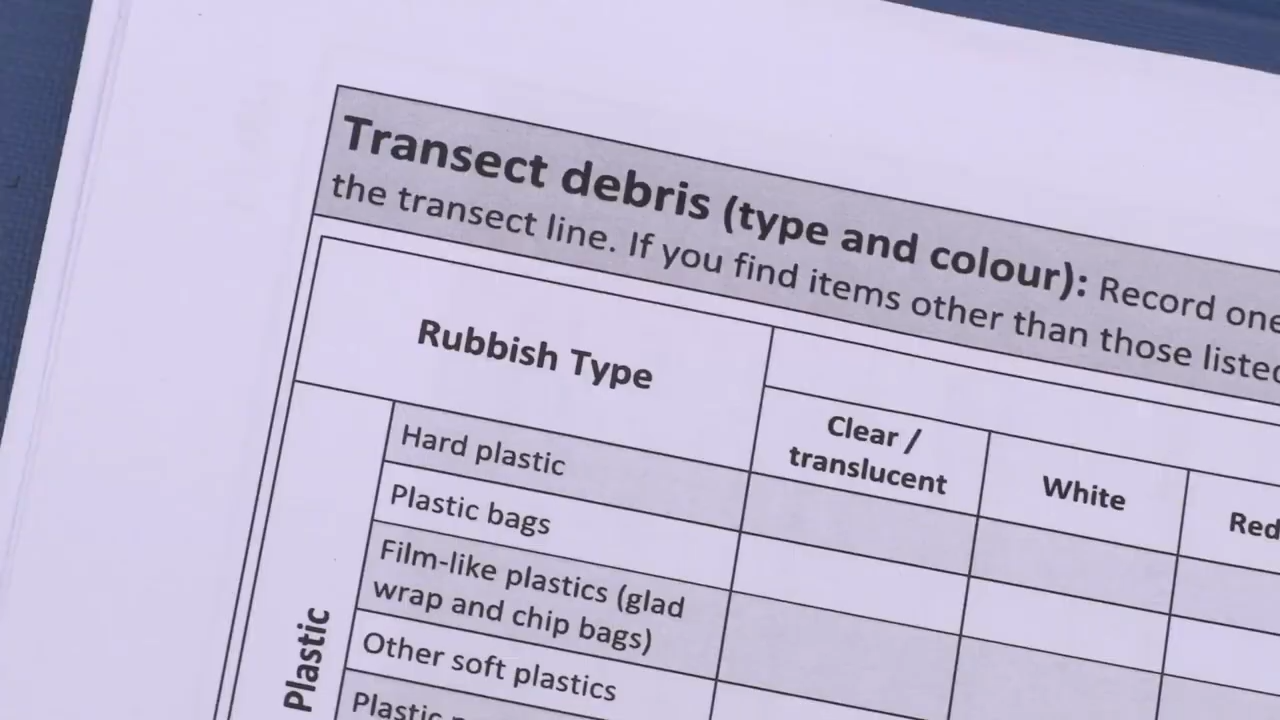 Transect debris (type and colour): Record one
the transect line. If you find items other than those listed
Rubbish Type
Clear /
translucent
White
Red
Plastic
Hard plastic
Plastic bags
Film-like plastics (glad
wrap and chip bags)
Other soft plastics
Plastic